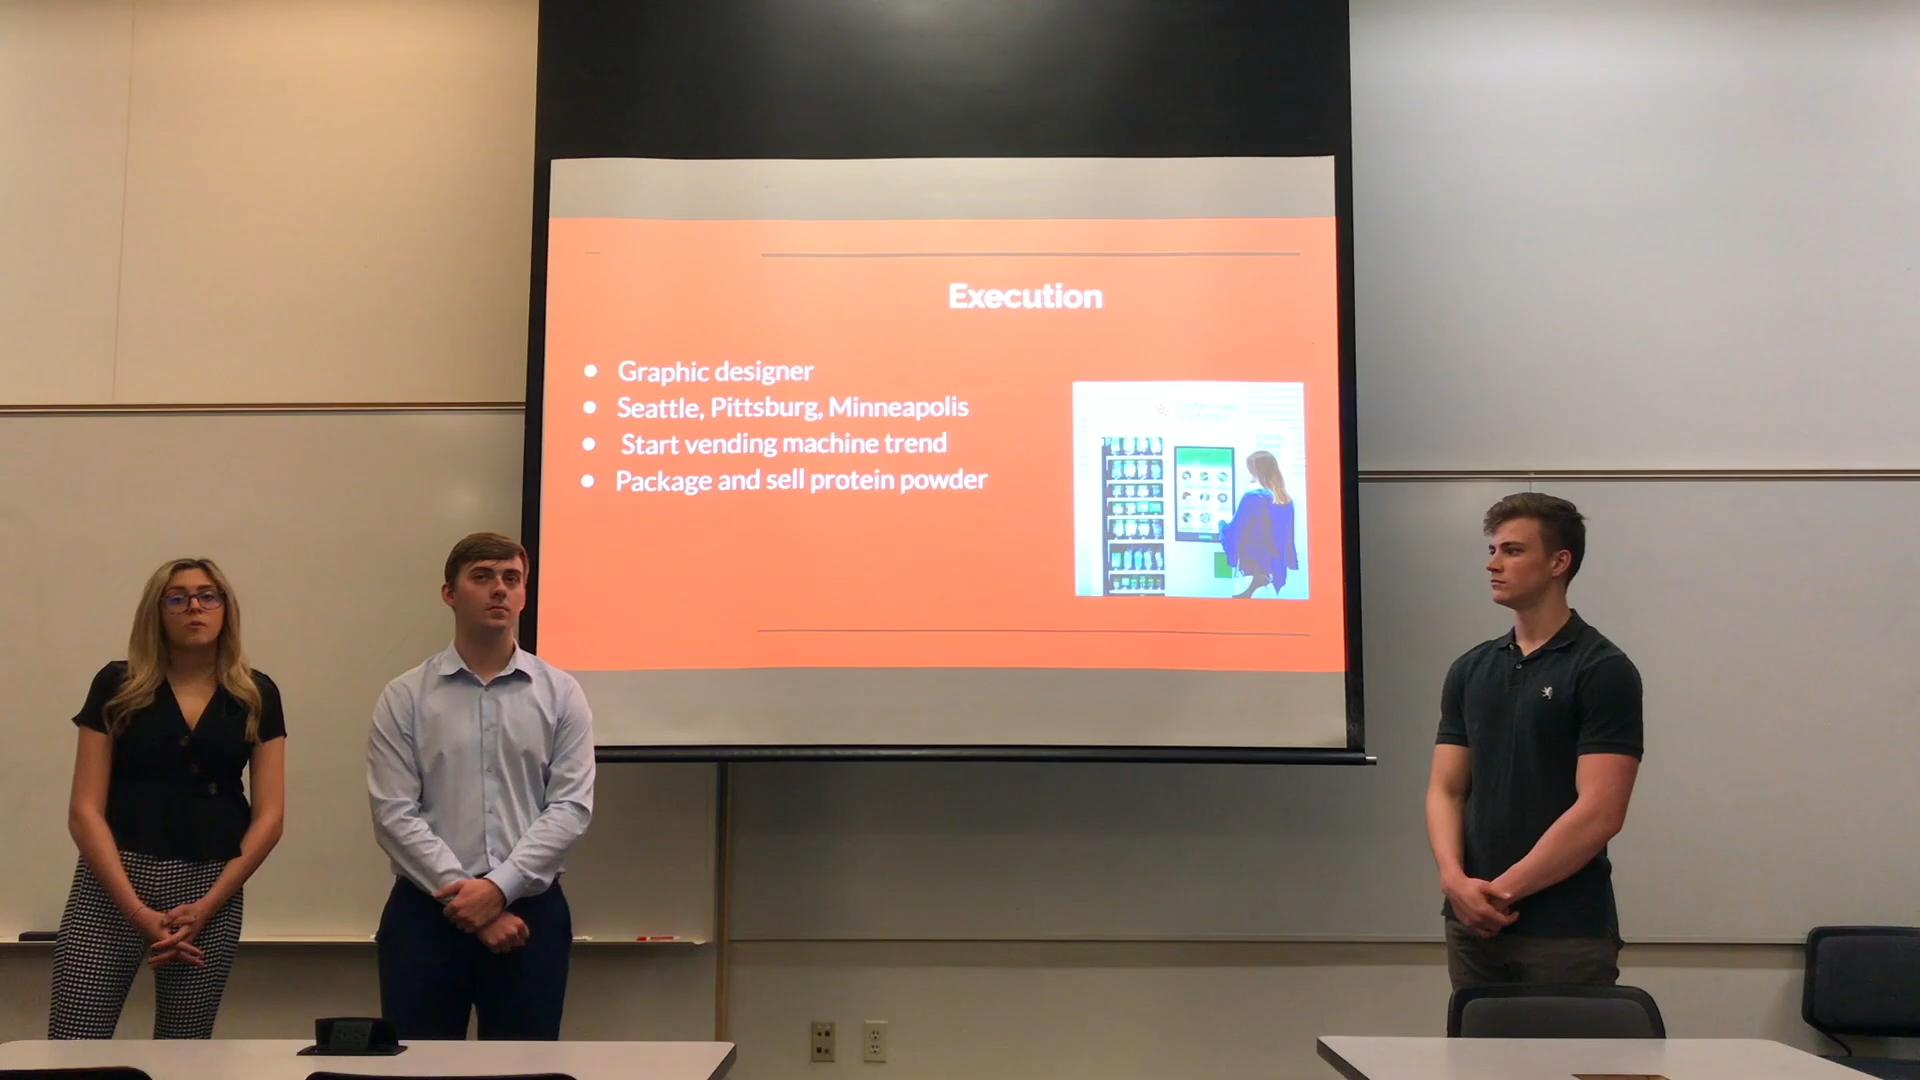 Execution
● Graphic designer
● Seattle, Pittsburg, Minneapolis
● Start vending machine trend
● Package and sell protein powder